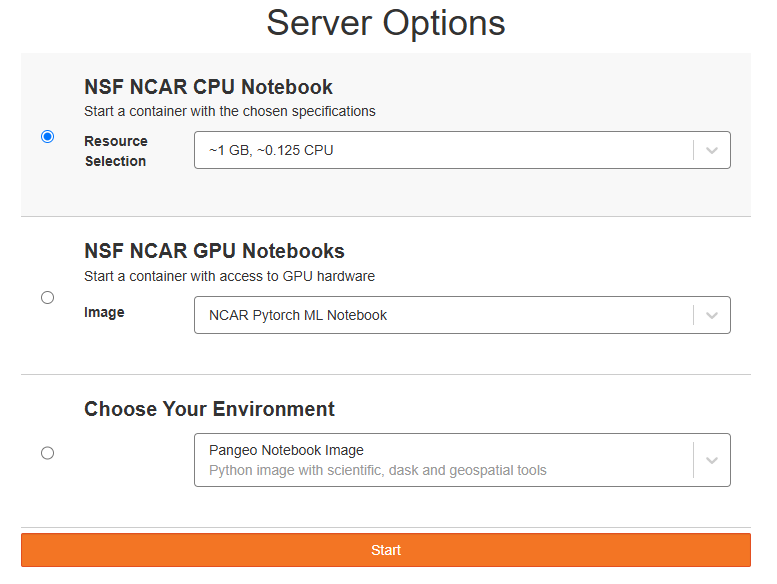 Server Options
NSF NCAR CPU Notebook
Start a container with the chosen specifications
Resource
Selection
~1 GB, ~0.125 CPU
NSF NCAR GPU Notebooks
Start a container with access to GPU hardware
Image
NCAR Pytorch ML Notebook
Choose Your Environment
Pangeo Notebook Image
Python image with scientific, dask and geospatial tools
Start